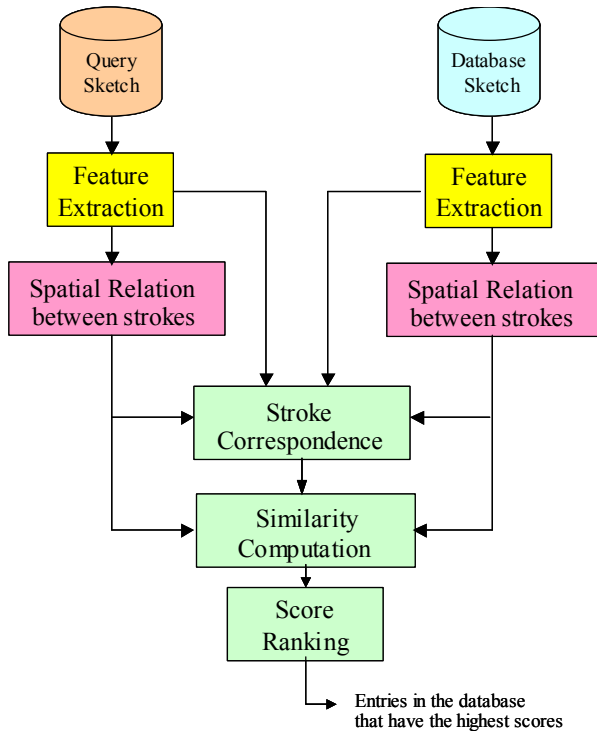 Query
Sketch
Database
Sketch
Feature
Extraction
Feature
Extraction
Spatial Relation
between strokes
Spatial Relation
between strokes
Stroke
Correspondence
Similarity
Computation
Score
Ranking
Entries in the database
that have the highest scores